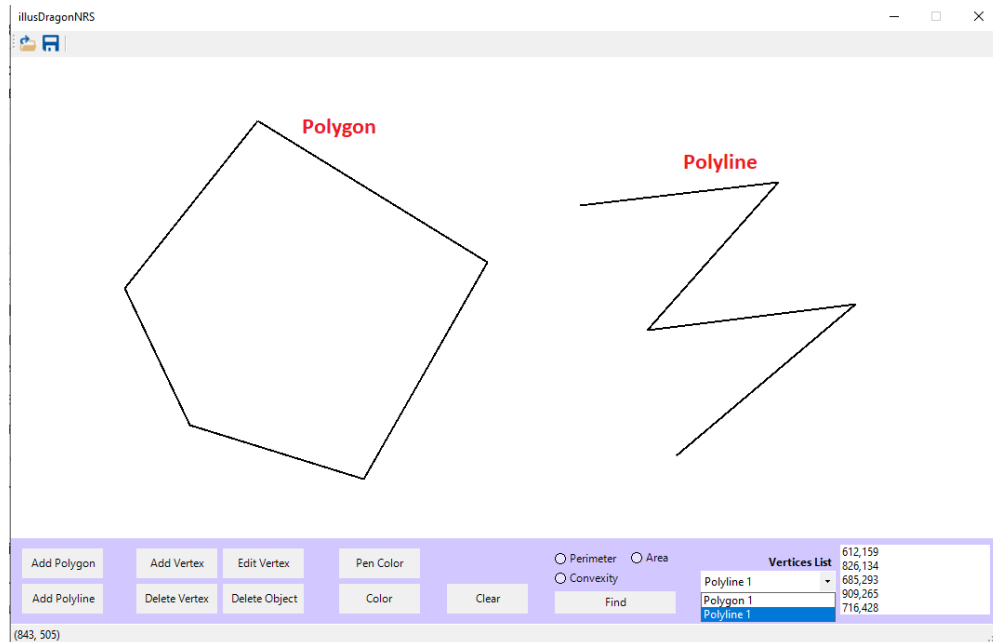 illusDragonNRS
Polygon
Polyline
Add Polygon
Add Vertex
Edit Vertex
Pen Color
Perimeter
Area
Convexity
Vertices List
Add Polyline
Delete Vertex
Delete Object
Color
Clear
Find
Polyline 1
Polygon 1
Polyline 1
612,159
826,134
685,293
909,265
716,428
(843, 505)